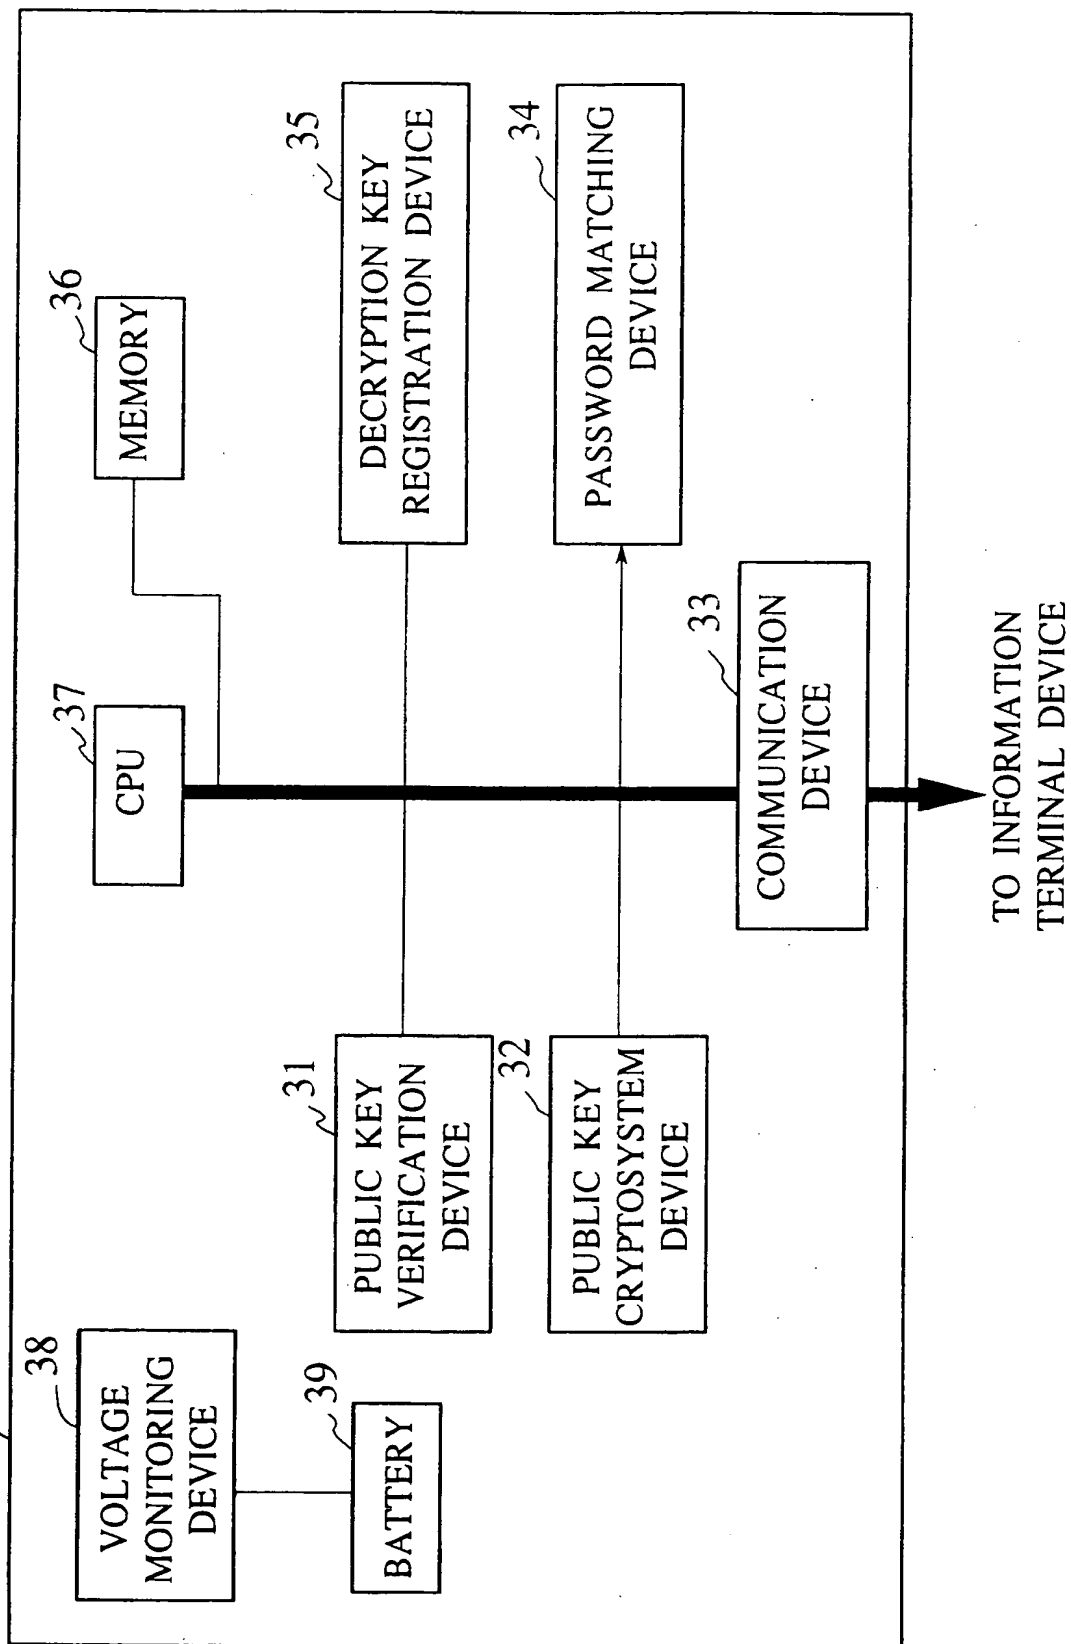 38
VOLTAGE
MONITORING
DEVICE
39
BATTERY
37
CPU
36
MEMORY
31
PUBLIC KEY
VERIFICATION
DEVICE
35
DECRYPTION KEY
REGISTRATION DEVICE
32
PUBLIC KEY
CRYPTOSYSTEM
DEVICE
34
PASSWORD MATCHING
DEVICE
33
COMMUNICATION
DEVICE
TO INFORMATION
TERMINAL DEVICE